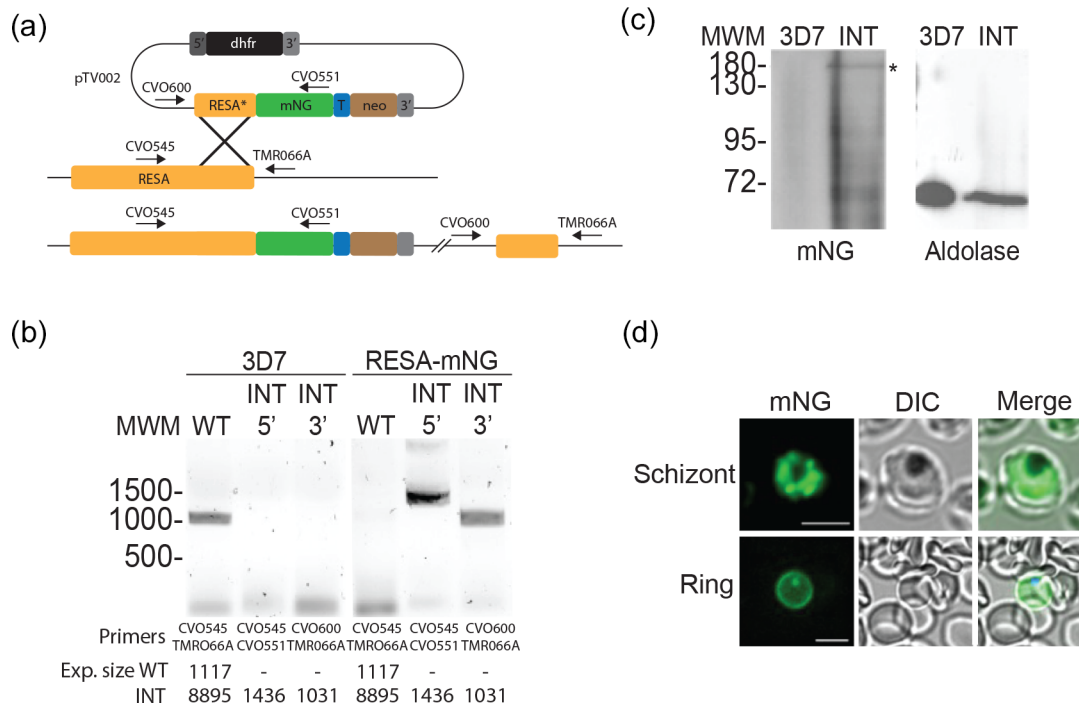 (a)
5' dhfr 3'
pTV002
CVO600 CVO551
RESA* mNG T neo 3'
CVO545 TMR066A
RESA
CVO545 CVO551 CVO600 TMR066A
(b)
3D7 RESA-mNG
INT INT INT INT
MWM WT 5' 3' WT 5' 3'
1500-
1000-
500-
CVO545 CVO545 CVO600 CVO545 CVO545 CVO600
Primers TMRO66A CVO551 TMR066A TMRO66A CVO551 TMR066A
Exp. size WT 1117 - - 1117 - -
INT 8895 1436 1031 8895 1436 1031
(c)
MWM 3D7 INT 3D7 INT
180- *
130-
95-
72-
mNG Aldolase
(d)
mNG DIC Merge
Schizont
Ring